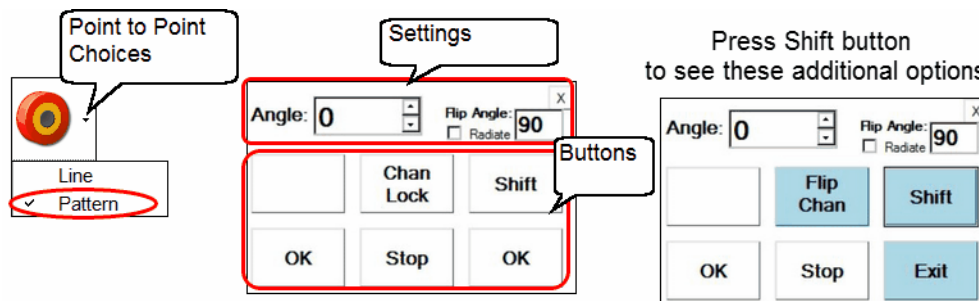 Point to Point
Choices
Line
✓ Pattern
Settings
Angle: 0
Flip Angle:
Radiate 90
X
Buttons
Chan
Lock
Shift
OK
Stop
OK
Press Shift button
to see these additional options
Angle: 0
Flip Angle:
Radiate 90
X
Flip
Chan
Shift
OK
Stop
Exit